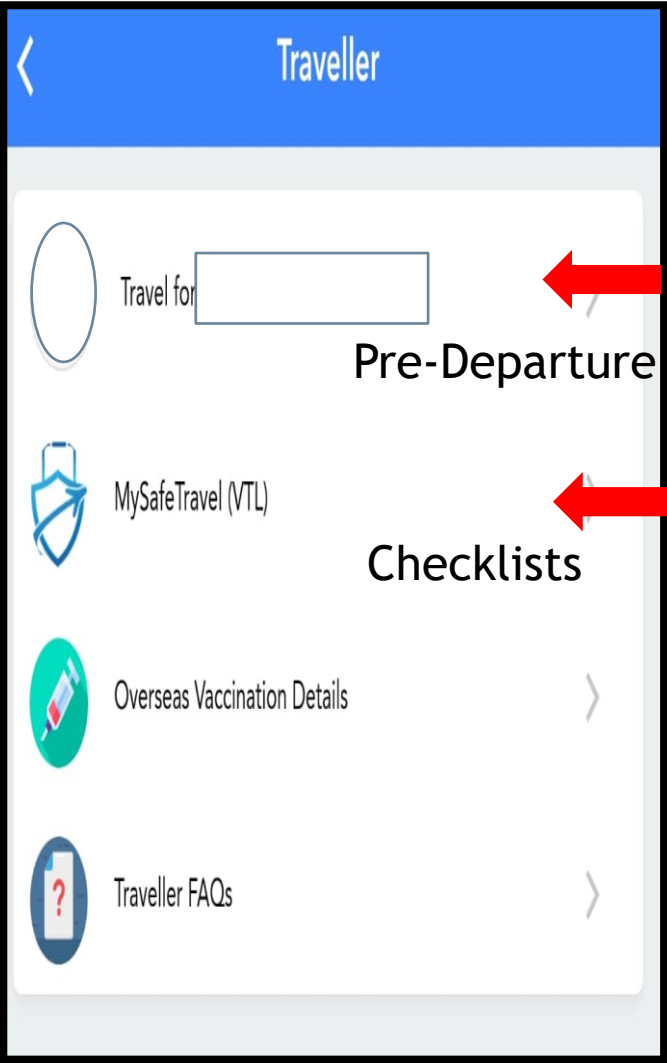 Traveller
Travel for
Pre-Departure
MySafeTravel (VTL)
Checklists
Overseas Vaccination Details
?
Traveller FAQs